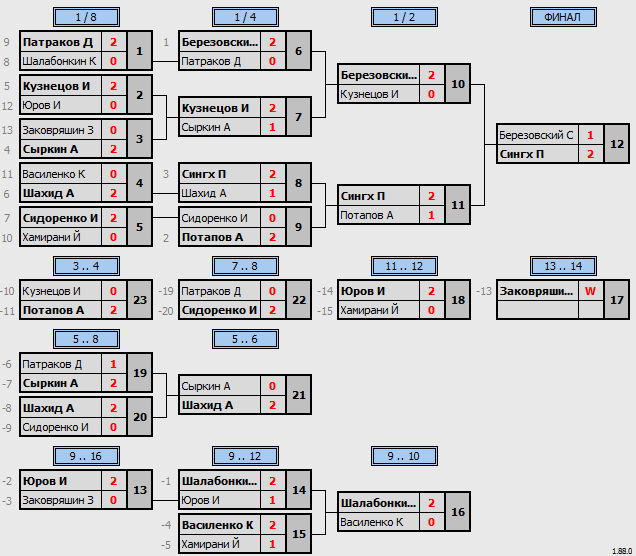 1 / 8 1 / 4 1 / 2 ФИНАЛ
9 Патраков Д 2 1
8 Шалабонкин К 0
1 Березовски... 2 6
Патраков Д 0
5 Кузнецов И 2 2
12 Юров И 0
Березовски... 2 10
Кузнецов И 0
Кузнецов И 2 7
Сыркин А 1
13 Заковряшин З 0 3
4 Сыркин А 2
Березовский С 1 12
Сингх П 2
11 Василенко К 0 4
6 Шахид А 2
3 Сингх П 2 8
Шахид А 1
Сингх П 2 11
Потапов А 1
7 Сидоренко И 2 5
10 Хамирани Й 0
Сидоренко И 0 9
2 Потапов А 2
3 .. 4 7 .. 8 11 .. 12 13 .. 14
-10 Кузнецов И 0 23
-11 Потапов А 2
-19 Патраков Д 0 22
-20 Сидоренко И 2
-14 Юров И 2 18
-15 Хамирани Й 0
-13 Заковряши... W 17
5 .. 8 5 .. 6
-6 Патраков Д 1 19
-7 Сыркин А 2
Сыркин А 0 21
Шахид А 2
-8 Шахид А 2 20
-9 Сидоренко И 0
9 .. 16 9 .. 12 9 .. 10
-2 Юров И 2 13
-3 Заковряшин З 0
-1 Шалабонки... 2 14
Юров И 1
Шалабонки... 2 16
Василенко К 0
-4 Василенко К 2 15
-5 Хамирани Й 1
1.88.0